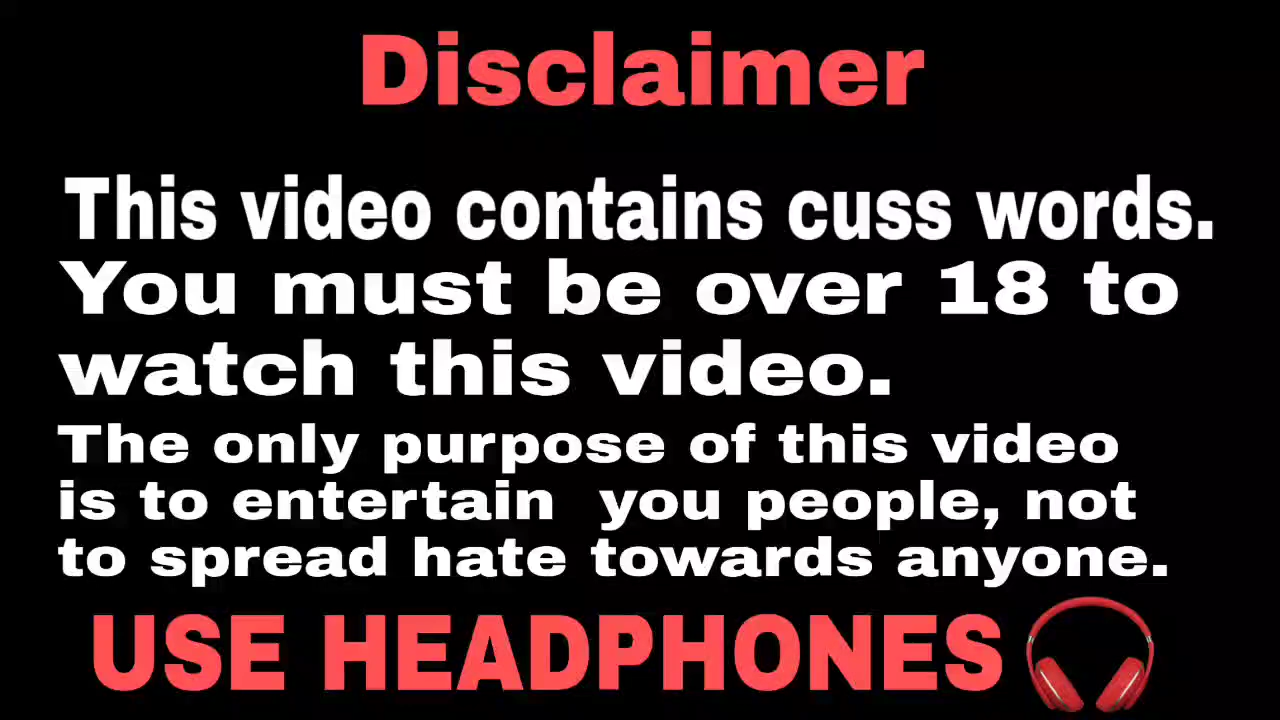 Disclaimer
This video contains cuss words.
You must be over 18 to
watch this video.
The only purpose of this video
is to entertain  you people, not
to spread hate towards anyone.
USE HEADPHONES